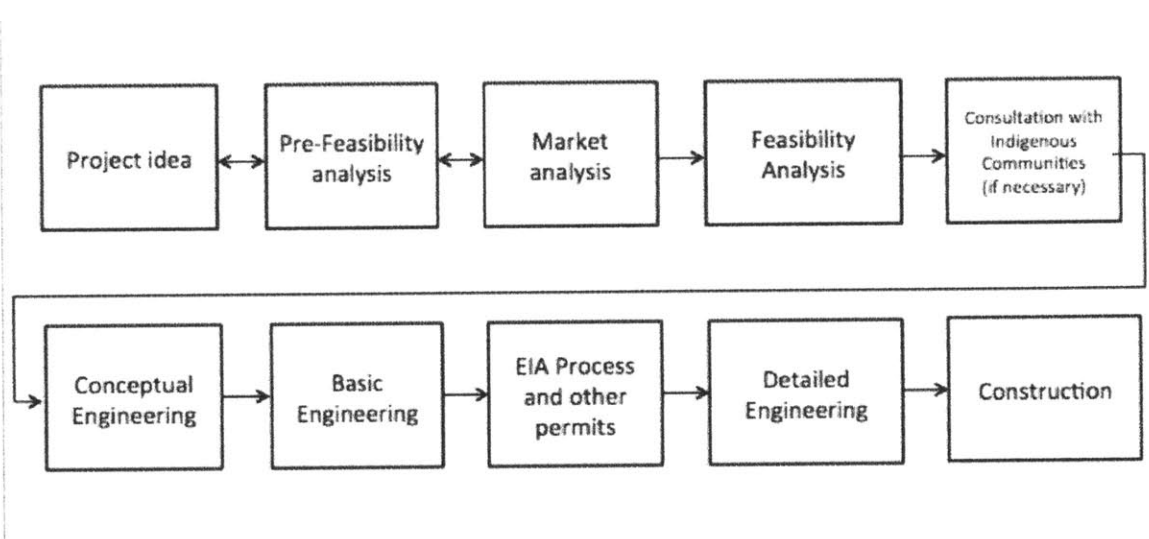 Project idea
Pre-Feasibility
analysis
Market
analysis
Feasibility
Analysis
Consultation with
Indigenous
Communities
(if necessary)
Conceptual
Engineering
Basic
Engineering
EIA Process
and other
permits
Detailed
Engineering
Construction